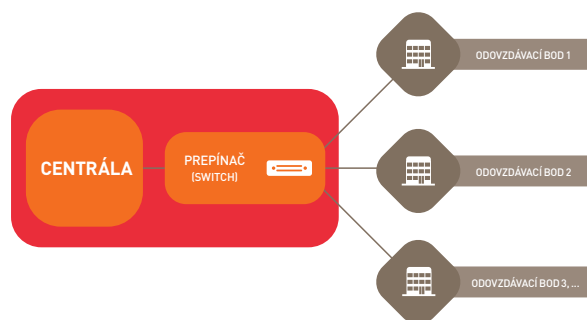 CENTRÁLA
PREPÍNAČ
(SWITCH)
ODOVZDÁVACÍ BOD 1
ODOVZDÁVACÍ BOD 2
ODOVZDÁVACÍ BOD 3, ...